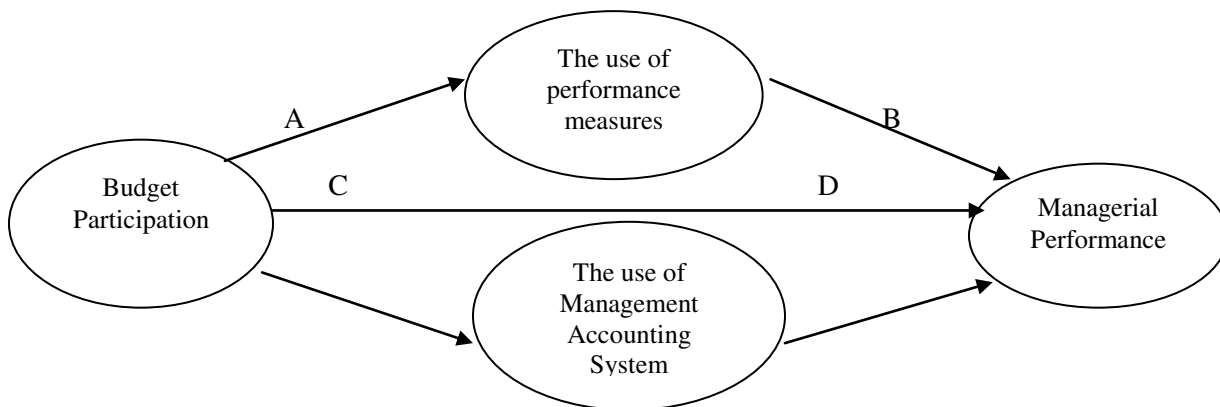 The use of
performance
measures
A
B
Budget
Participation
C
D
Managerial
Performance
The use of
Management
Accounting
System